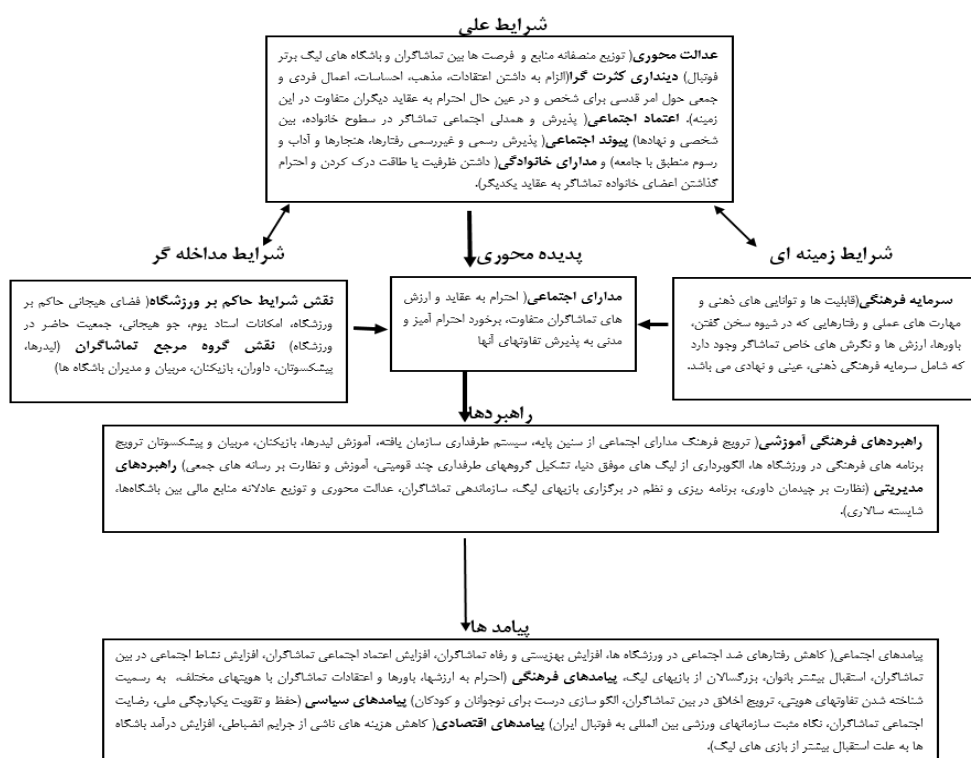 شرایط علی
عدالت محوری( توزیع منصفانه منابع و فرصت ها بین تماشاگران و باشگاه های لیگ برتر
فوتبال) دینداری کثرت گرا(الزام به داشتن اعتقادات، مذهب، احساسات، اعمال فردی و
جمعی حول امر قدسی برای شخص و در عین حال احترام به عقاید دیگران متفاوت در این
زمینه). اعتماد اجتماعی( پذیرش و همدلی اجتماعی تماشاگر در سطوح خانواده، بین
شخصی و نهادها) پیوند اجتماعی( پذیرش رسمی و غیررسمی رفتارها، هنجارها و آداب و
رسوم منطبق با جامعه) و مدارای خانوادگی( داشتن ظرفیت یا طاقت درک کردن و احترام
گذاشتن اعضای خانواده تماشاگر به عقاید یکدیگر).
شرایط زمینه ای
سرمایه فرهنگی(قابلیت ها و توانایی های ذهنی و
مهارت های عملی و رفتارهایی که در شیوه سخن گفتن،
باورها، ارزش ها و نگرش های خاص تماشاگر وجود دارد
که شامل سرمایه فرهنگی ذهنی، عینی و نهادی می باشد.
پدیده محوری
مدارای اجتماعی( احترام به عقاید و ارزش
های تماشاگران متفاوت، برخورد احترام آمیز و
مدنی به پذیرش تفاوتهای آنها
شرایط مداخله گر
نقش شرایط حاکم بر ورزشگاه( فضای هیجانی حاکم بر
ورزشگاه، امکانات استاد یوم، جو هیجانی، جمعیت حاضر در
ورزشگاه) نقش گروه مرجع تماشاگران (لیدرها،
پیشکسوتان، داوران، بازیکنان، مربیان و مدیران باشگاه ها)
راهبردها
راهبردهای فرهنگی آموزشی( ترویج فرهنگ مدارای اجتماعی از سنین پایه، سیستم طرفداری سازمان یافته، آموزش لیدرها، بازیکنان، مربیان و پیشکسوتان ترویج
برنامه های فرهنگی در ورزشگاه ها، الگوبرداری از لیگ های موفق دنیا، تشکیل گروههای طرفداری چند قومیتی، آموزش و نظارت بر رسانه های جمعی) راهبردهای
مدیریتی (نظارت بر چیدمان داوری، برنامه ریزی و نظم در برگزاری بازیهای لیگ، سازماندهی تماشاگران، عدالت محوری و توزیع عادلانه منابع مالی بین باشگاه‌ها،
شایسته سالاری).
پیامد ها
پیامدهای اجتماعی( کاهش رفتارهای ضد اجتماعی در ورزشگاه ها، افزایش بهزیستی و رفاه تماشاگران، افزایش اعتماد اجتماعی تماشاگران، افزایش نشاط اجتماعی در بین
تماشاگران، استقبال بیشتر بانوان، بزرگسالان از بازیهای لیگ، پیامدهای فرهنگی (احترام به ارزشها، باورها و اعتقادات تماشاگران با هویتهای مختلف، به رسمیت
شناخته شدن تفاوتهای هویتی، ترویج اخلاق در بین تماشاگران، الگو سازی درست برای نوجوانان و کودکان) پیامدهای سیاسی (حفظ و تقویت یکپارچگی ملی، رضایت
اجتماعی تماشاگران، نگاه مثبت سازمانهای ورزشی بین المللی به فوتبال ایران) پیامدهای اقتصادی( کاهش هزینه های ناشی از جرایم انضباطی، افزایش درآمد باشگاه
ها به علت استقبال بیشتر از بازی های لیگ).